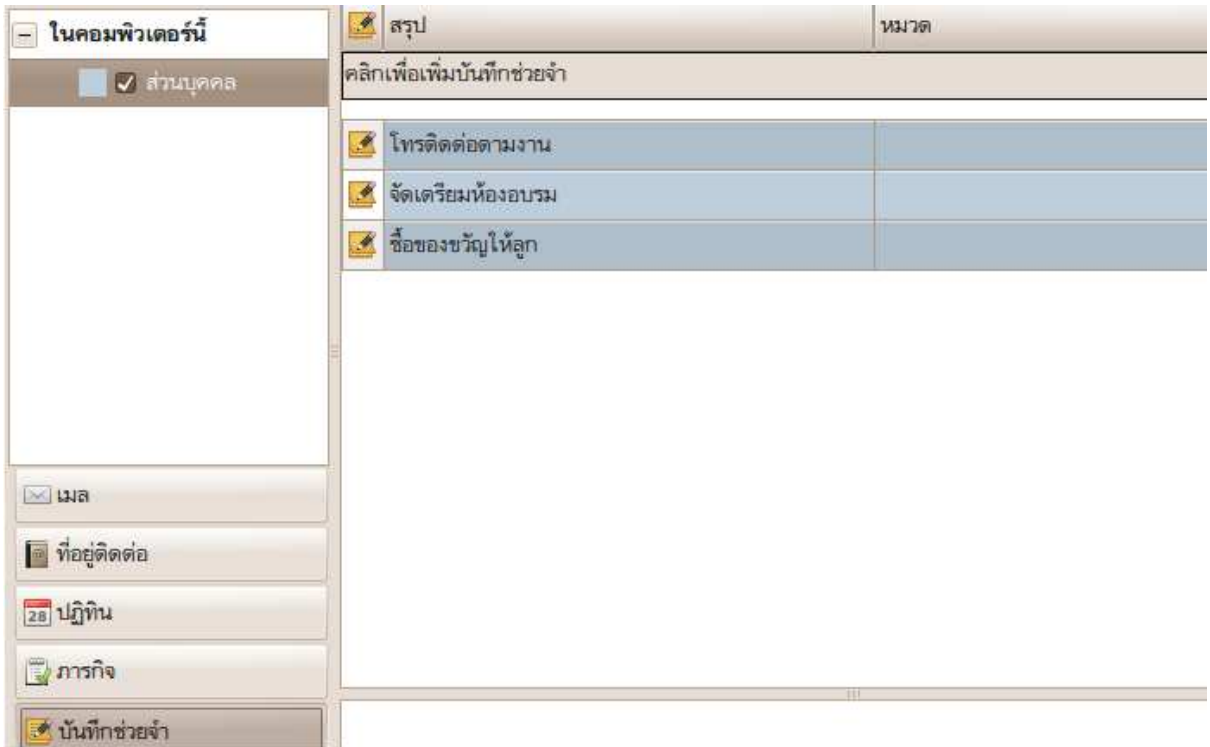 ในคอมพิวเตอร์นี้
ส่วนบุคคล
สรุป หมวด
คลิกเพื่อเพิ่มบันทึกช่วยจำ
โทรติดต่อตามงาน
จัดเตรียมห้องอบรม
ซื้อของขวัญให้ลูก
เมล
ที่อยู่ติดต่อ
28 ปฏิทิน
ภารกิจ
บันทึกช่วยจำ